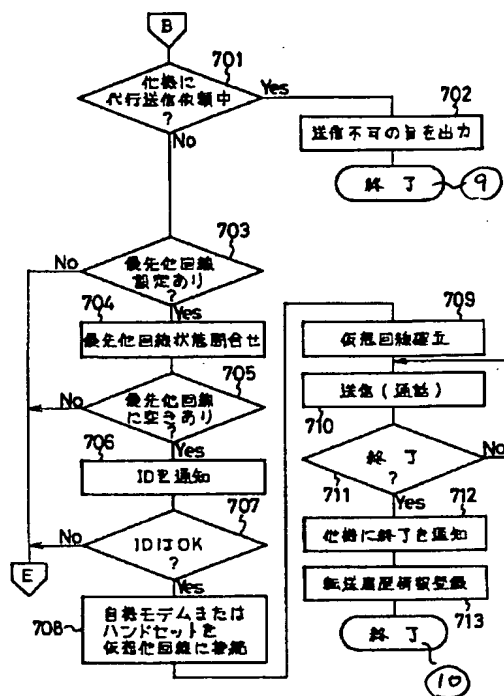 B
701
他機に
代行送信依頼中
?
Yes
702
送信不可の旨を出力
No
終了
9
703
最先他回線
設定あり
?
No
Yes
704
最先他回線状態問合せ
705
最先他回線
に空きあり
?
No
Yes
706
IDを通知
707
IDはOK
?
No
Yes
E
708
自機モデムまたは
ハンドセットを
仮想他回線に接続
709
仮想回線確立
送信(通話)
710
終了
?
No
711
Yes
712
他機に終了を通知
転送履歴情報登録
713
終了
10